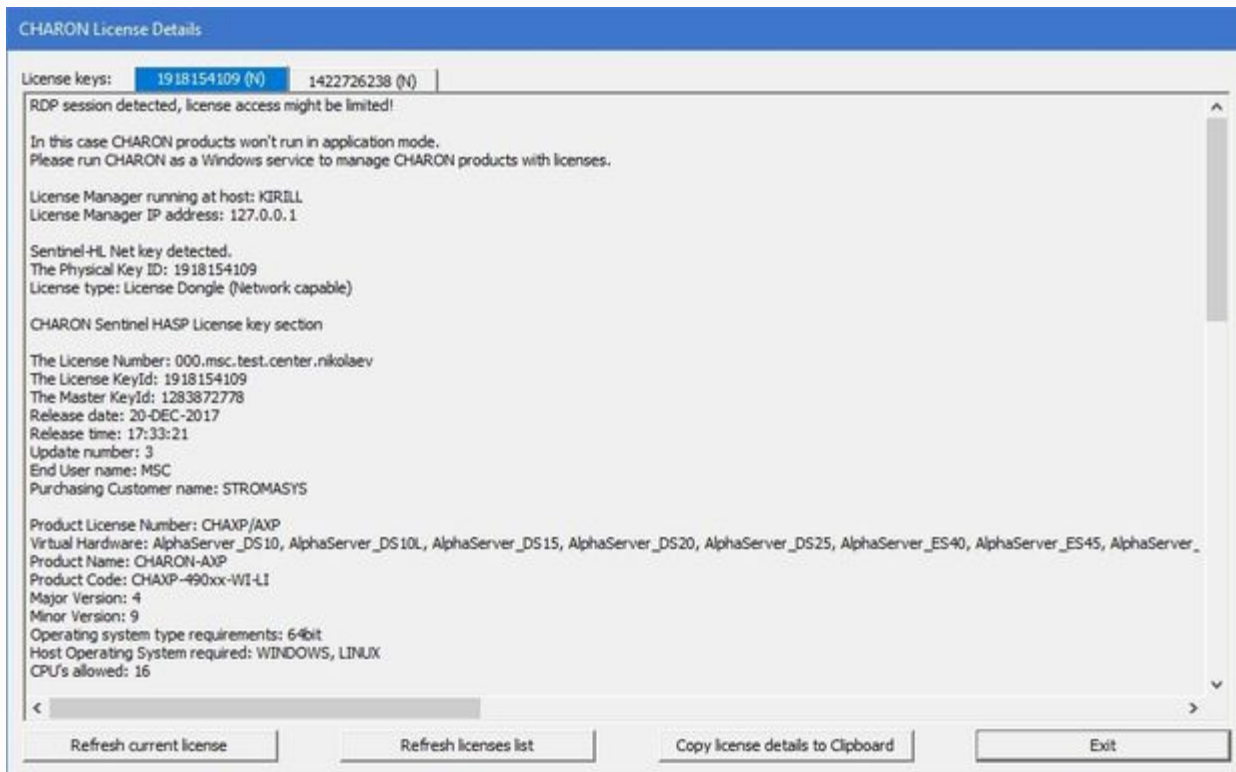 CHARON License Details
License keys: 1918154109 (N) 1422726238 (N)
RDP session detected, license access might be limited!
In this case CHARON products won't run in application mode.
Please run CHARON as a Windows service to manage CHARON products with licenses.
License Manager running at host: KIRILL
License Manager IP address: 127.0.0.1
Sentinel-HL Net key detected.
The Physical Key ID: 1918154109
License type: License Dongle (Network capable)
CHARON Sentinel HASP License key section
The License Number: 000.msc.test.center.nikolaev
The License KeyId: 1918154109
The Master KeyId: 1283872778
Release date: 20-DEC-2017
Release time: 17:33:21
Update number: 3
End User name: MSC
Purchasing Customer name: STROMASYS
Product License Number: CHAXP/AXP
Virtual Hardware: AlphaServer_DS10, AlphaServer_DS10L, AlphaServer_DS15, AlphaServer_DS20, AlphaServer_DS25, AlphaServer_ES40, AlphaServer_ES45, AlphaServer_
Product Name: CHARON-AXP
Product Code: CHAXP-490xx-WI-LI
Major Version: 4
Minor Version: 9
Operating system type requirements: 64bit
Host Operating System required: WINDOWS, LINUX
CPU's allowed: 16
Refresh current license Refresh licenses list Copy license details to Clipboard Exit